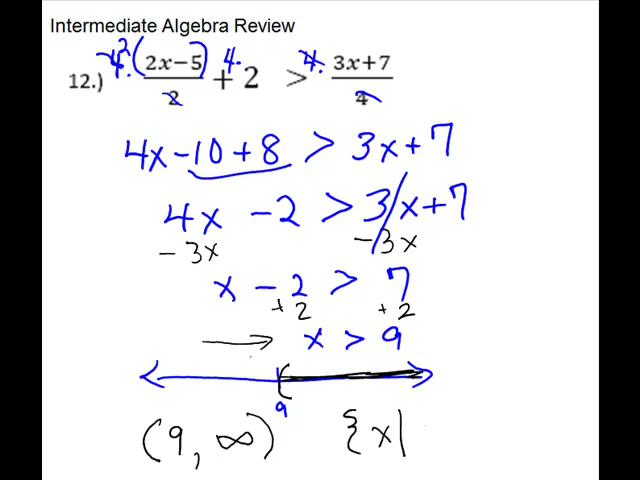 Intermediate Algebra Review
12.) 4·²(2x−5)/2 + 4·2 > 4·(3x+7)/4
4x −10 + 8 > 3x + 7
4x −2 > 3x + 7
−3x −3x
x − 2 > 7
+2 +2
x > 9
9
(9, ∞) {x|